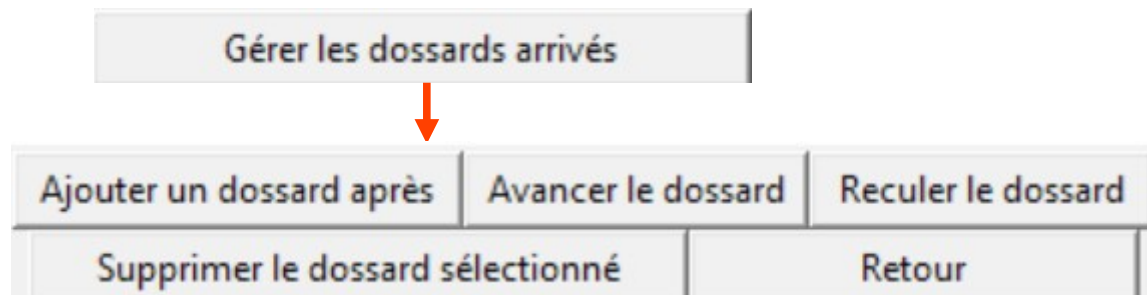 Gérer les dossards arrivés
Ajouter un dossard après Avancer le dossard Reculer le dossard
Supprimer le dossard sélectionné Retour